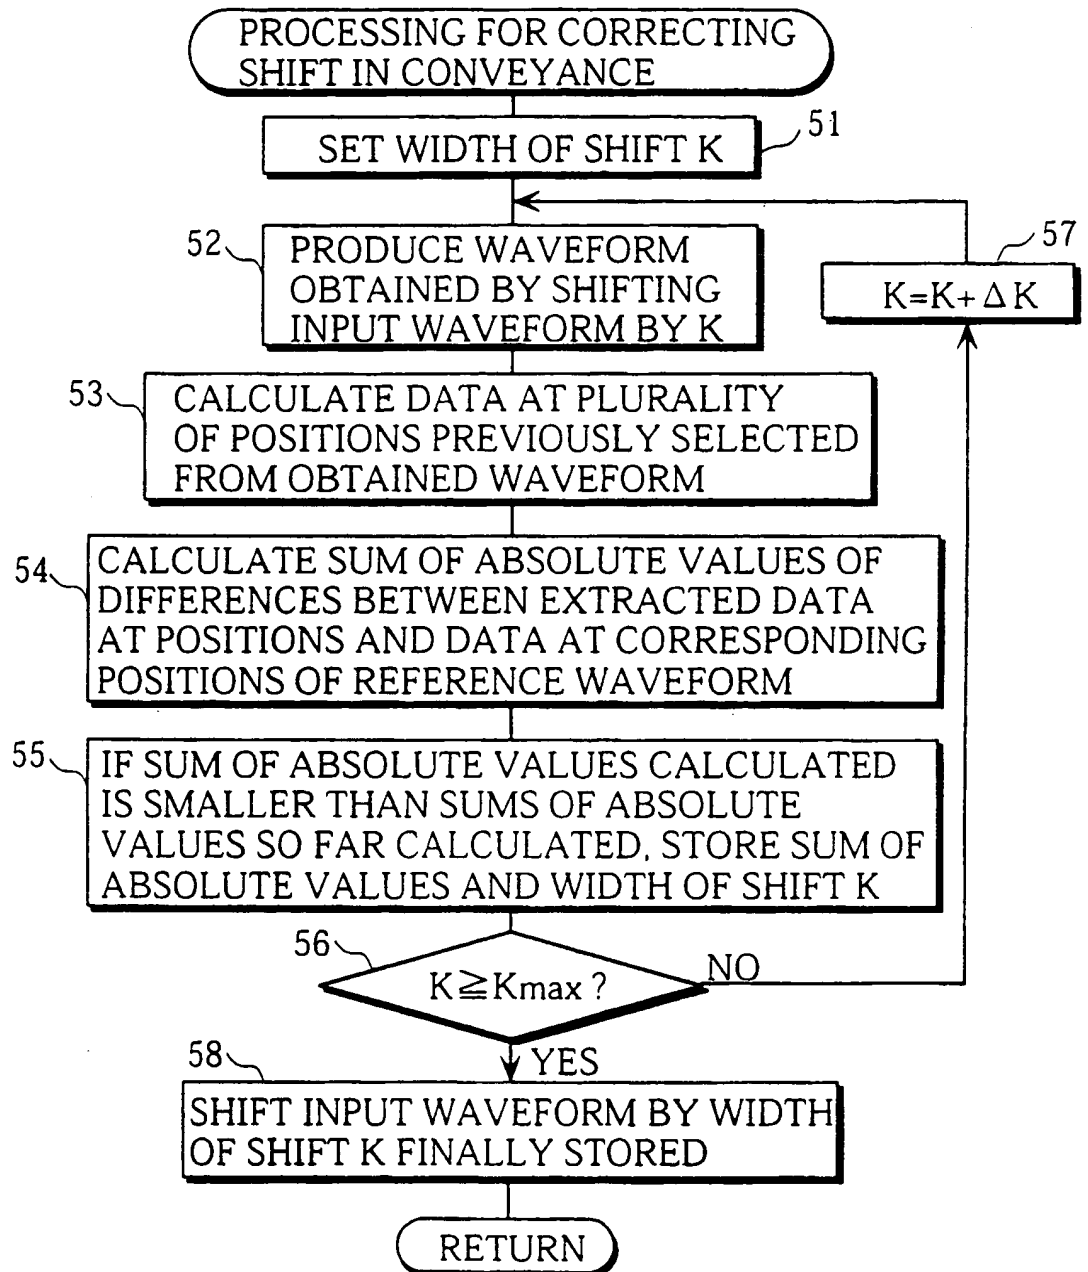 PROCESSING FOR CORRECTING
SHIFT IN CONVEYANCE
51
SET WIDTH OF SHIFT K
52
PRODUCE WAVEFORM
OBTAINED BY SHIFTING
INPUT WAVEFORM BY K
57
K=K+ΔK
53
CALCULATE DATA AT PLURALITY
OF POSITIONS PREVIOUSLY SELECTED
FROM OBTAINED WAVEFORM
54
CALCULATE SUM OF ABSOLUTE VALUES OF
DIFFERENCES BETWEEN EXTRACTED DATA
AT POSITIONS AND DATA AT CORRESPONDING
POSITIONS OF REFERENCE WAVEFORM
55
IF SUM OF ABSOLUTE VALUES CALCULATED
IS SMALLER THAN SUMS OF ABSOLUTE
VALUES SO FAR CALCULATED, STORE SUM OF
ABSOLUTE VALUES AND WIDTH OF SHIFT K
56
K≧Kmax?
NO
YES
58
SHIFT INPUT WAVEFORM BY WIDTH
OF SHIFT K FINALLY STORED
RETURN